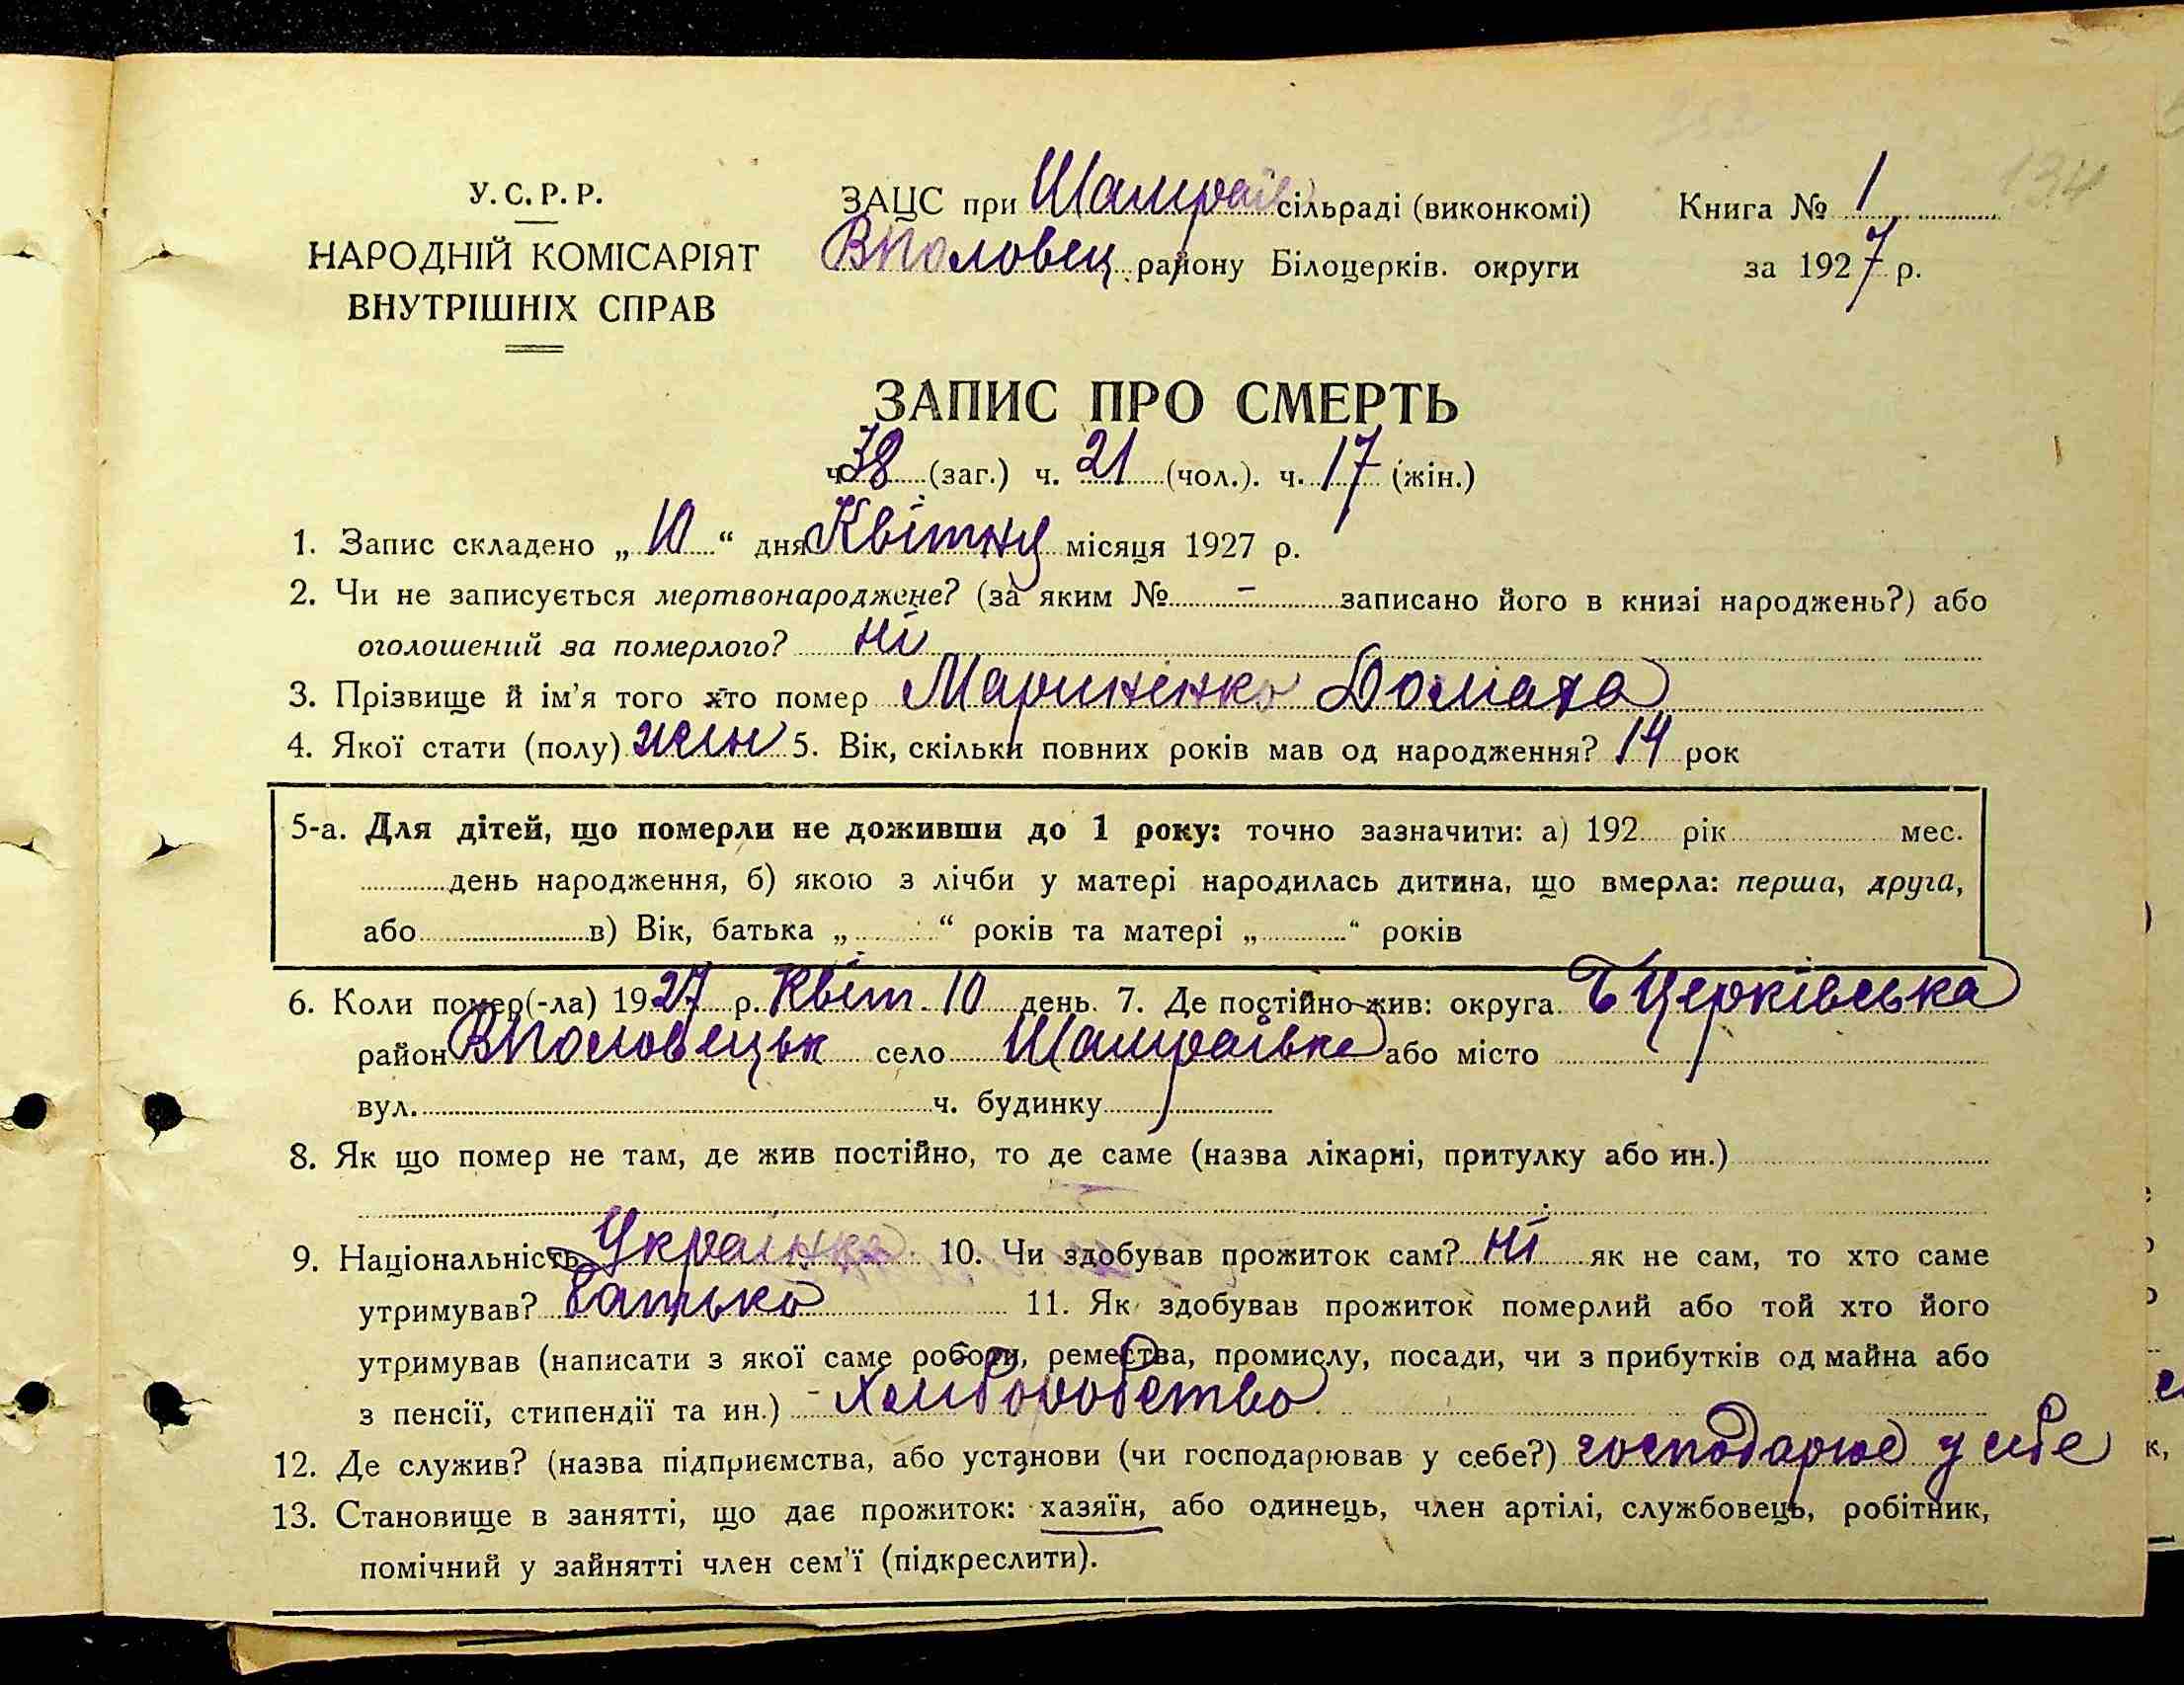 У. С. Р. Р.
НАРОДНІЙ КОМІСАРІЯТ
ВНУТРІШНІХ СПРАВ
ЗАЦС при Шамраїв сільраді (виконкомі)
ВПоловец району Білоцерків. округи
Книга № 1
за 1927 р.
134
ЗАПИС ПРО СМЕРТЬ
ч 38 (заг.) ч. 21 (чол.). ч. 17 (жін.)
1. Запис складено „ 10 “ дня Квітня місяця 1927 р.
2. Чи не записується мертвонароджене? (за яким № – записано його в книзі народжень?) або
оголошений за померлого? ні
3. Прізвище й ім'я того хто помер Мариненко Домаха
4. Якої стати (полу) жін 5. Вік, скільки повних років мав од народження? 14 рок
5-а. Для дітей, що померли не доживши до 1 року: точно зазначити: а) 192 рік мес.
день народження, б) якою з лічби у матері народилась дитина, що вмерла: перша, друга,
або в) Вік, батька „ “ років та матері „ “ років
6. Коли помер(-ла) 1927 р. Квіт. 10 день. 7. Де постійно жив: округа БЦерківська
район ВПоловецьк село Шамраївка або місто
вул. ч. будинку
8. Як що помер не там, де жив постійно, то де саме (назва лікарні, притулку або ин.)
9. Національність Українка 10. Чи здобував прожиток сам? ні як не сам, то хто саме
утримував? батько 11. Як здобував прожиток померлий або той хто його
утримував (написати з якої саме роботи, ремества, промислу, посади, чи з прибутків од майна або
з пенсії, стипендії та ин.) Хліборобство
12. Де служив? (назва підприємства, або установи (чи господарював у себе?) господарює у себе
13. Становище в занятті, що дає прожиток: хазяїн, або одинець, член артілі, службовець, робітник,
помічний у зайнятті член сем'ї (підкреслити).